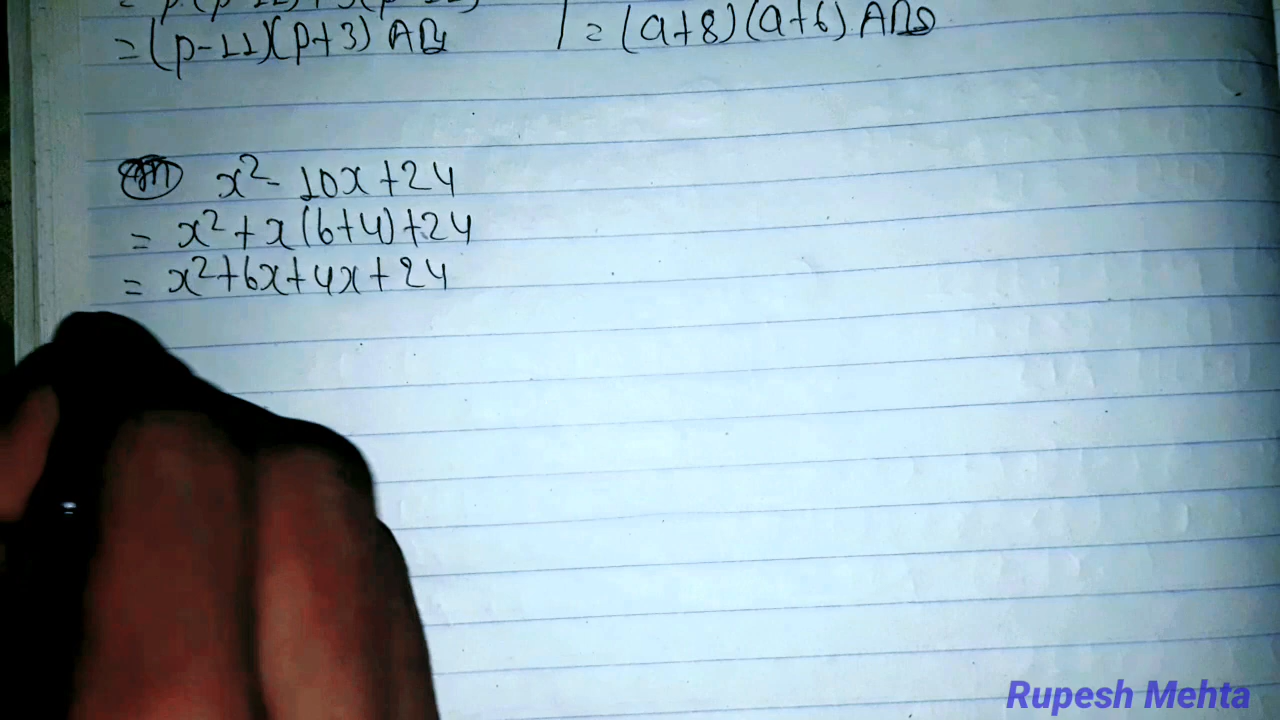 = (p-11)(p+3) Ans
= (a+8)(a+6) Ans
x² - 10x + 24
= x² + x(6+4) + 24
= x² + 6x + 4x + 24
Rupesh Mehta